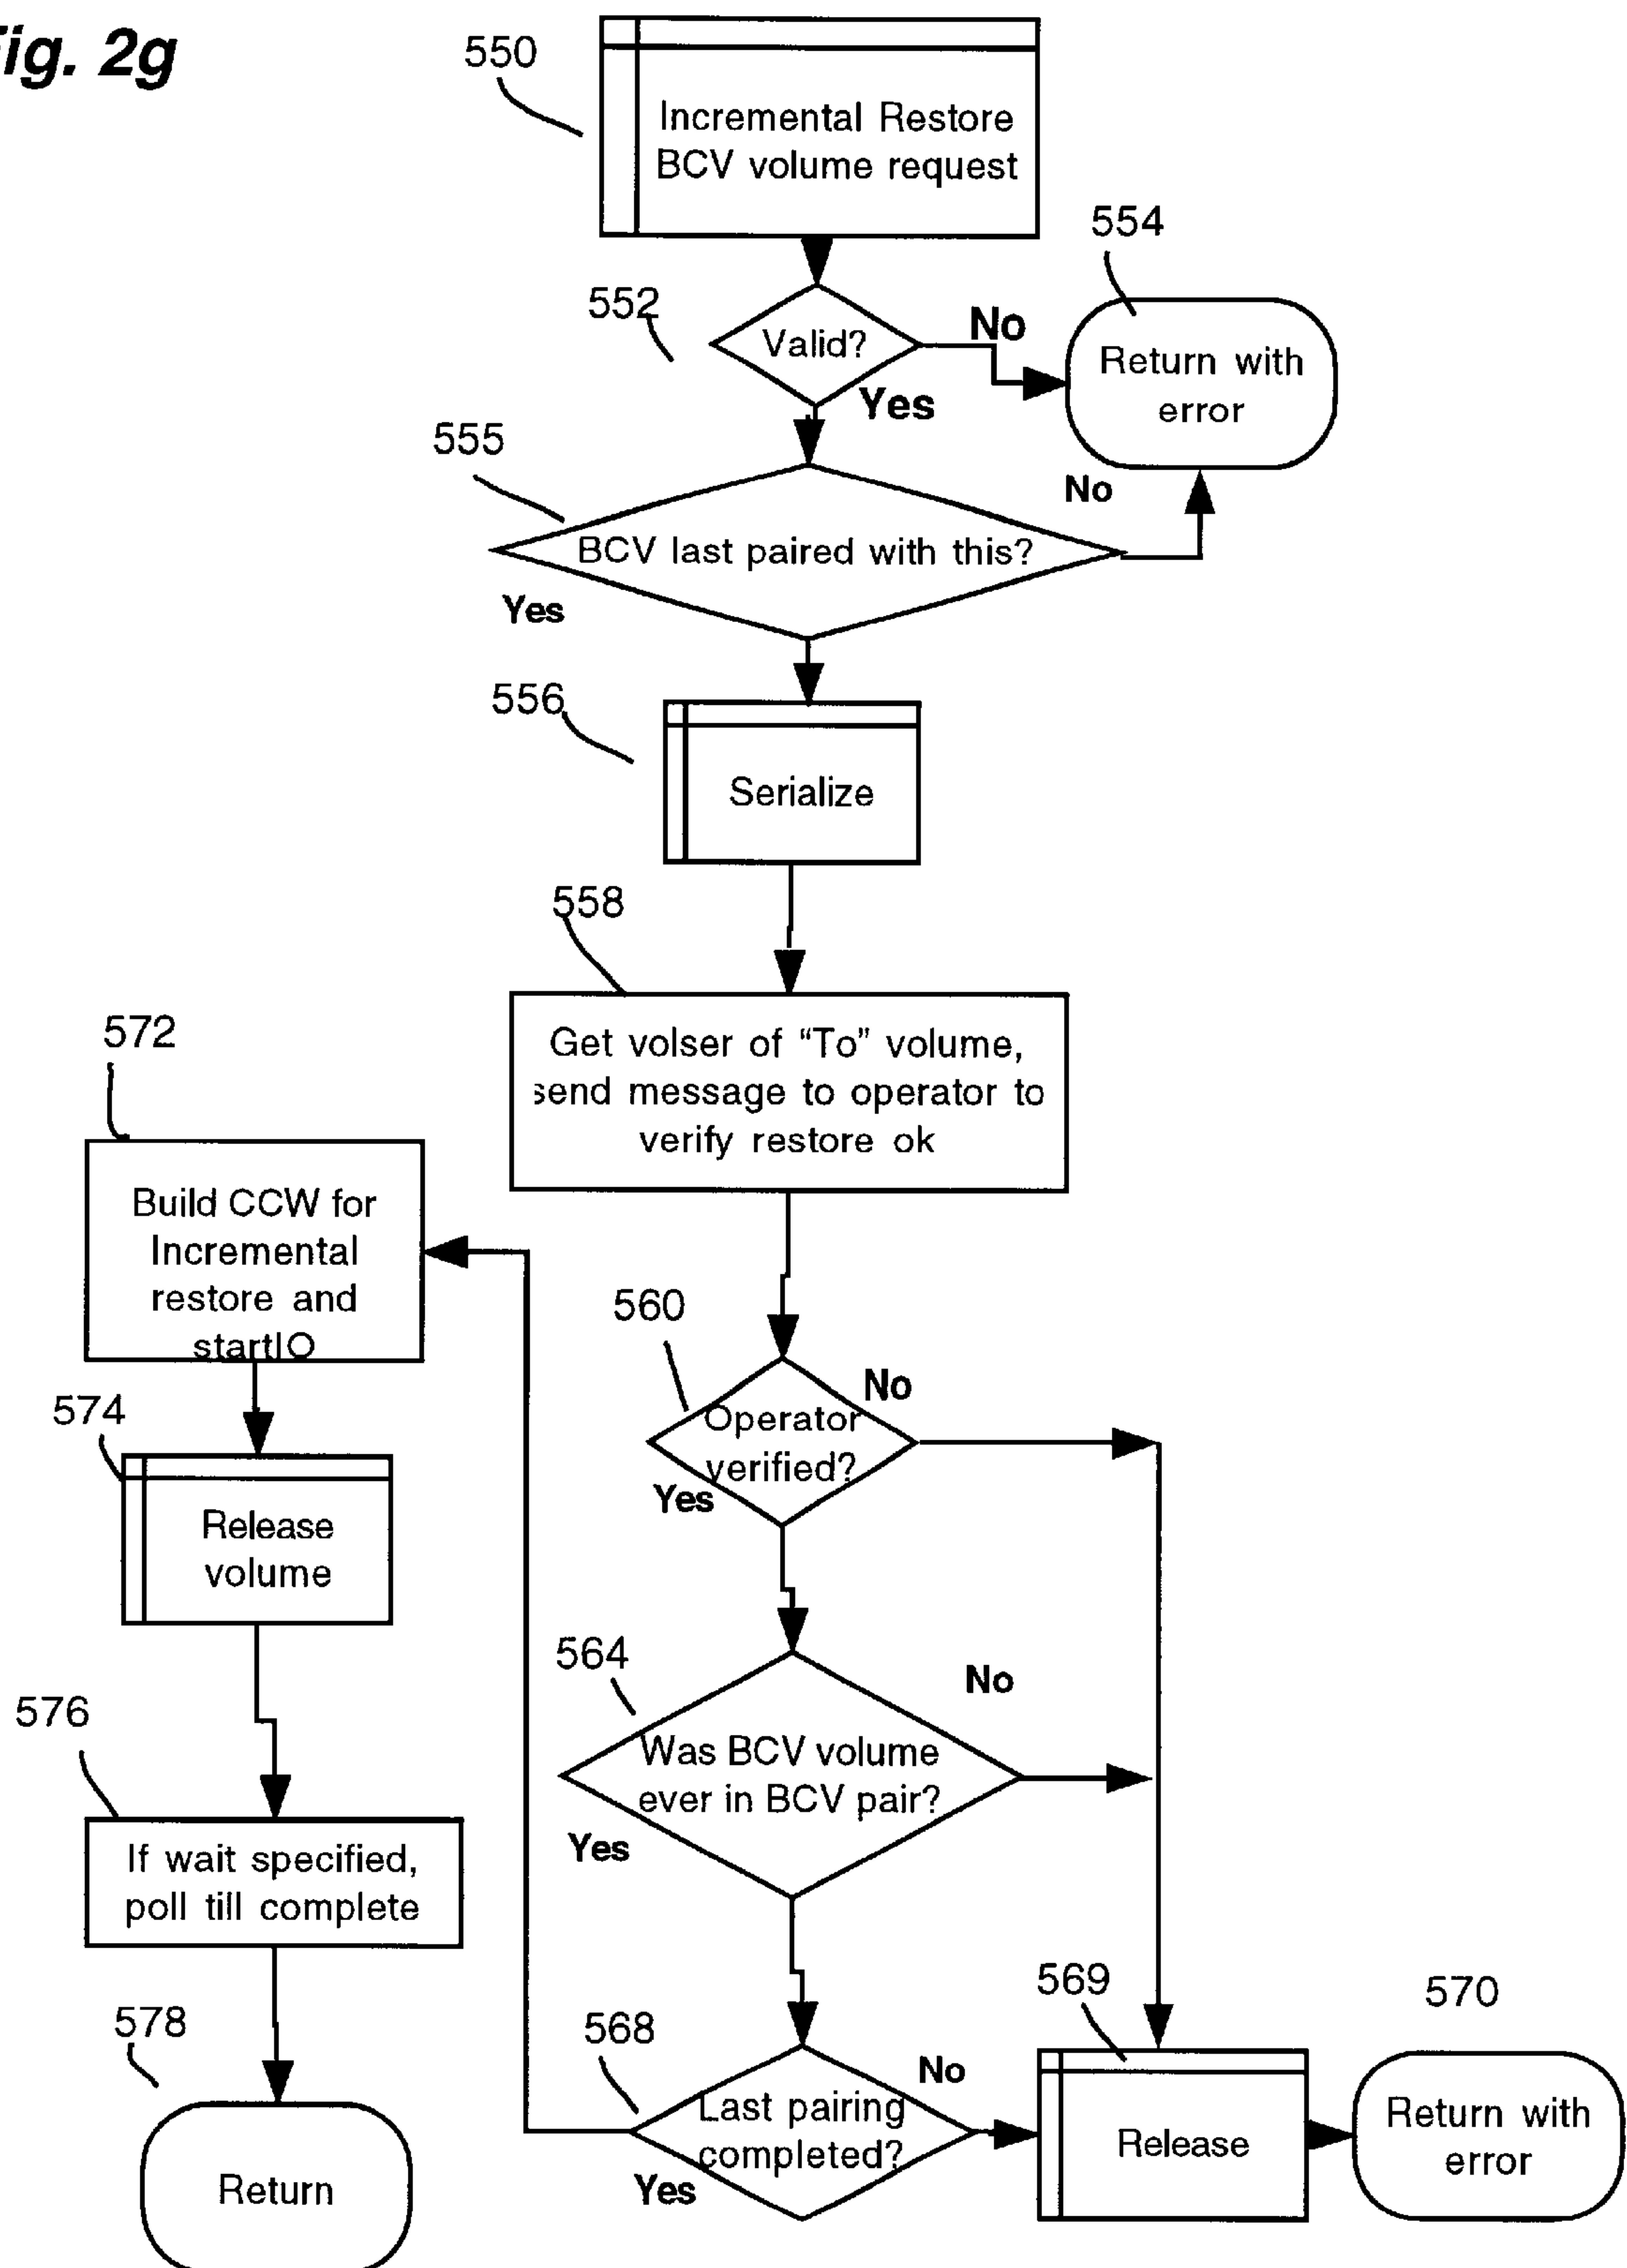 ig. 2g
550
Incremental Restore
BCV volume request
554
552
Valid?
No
Return with
error
Yes
555
No
BCV last paired with this?
Yes
556
Serialize
558
Get volser of “To” volume,
send message to operator to
verify restore ok
572
Build CCW for
Incremental
restore and
startIO
560
No
Operator
verified?
Yes
574
Release
volume
564
No
Was BCV volume
ever in BCV pair?
Yes
576
If wait specified,
poll till complete
569
570
578
568
No
Last pairing
completed?
Yes
Release
Return with
error
Return